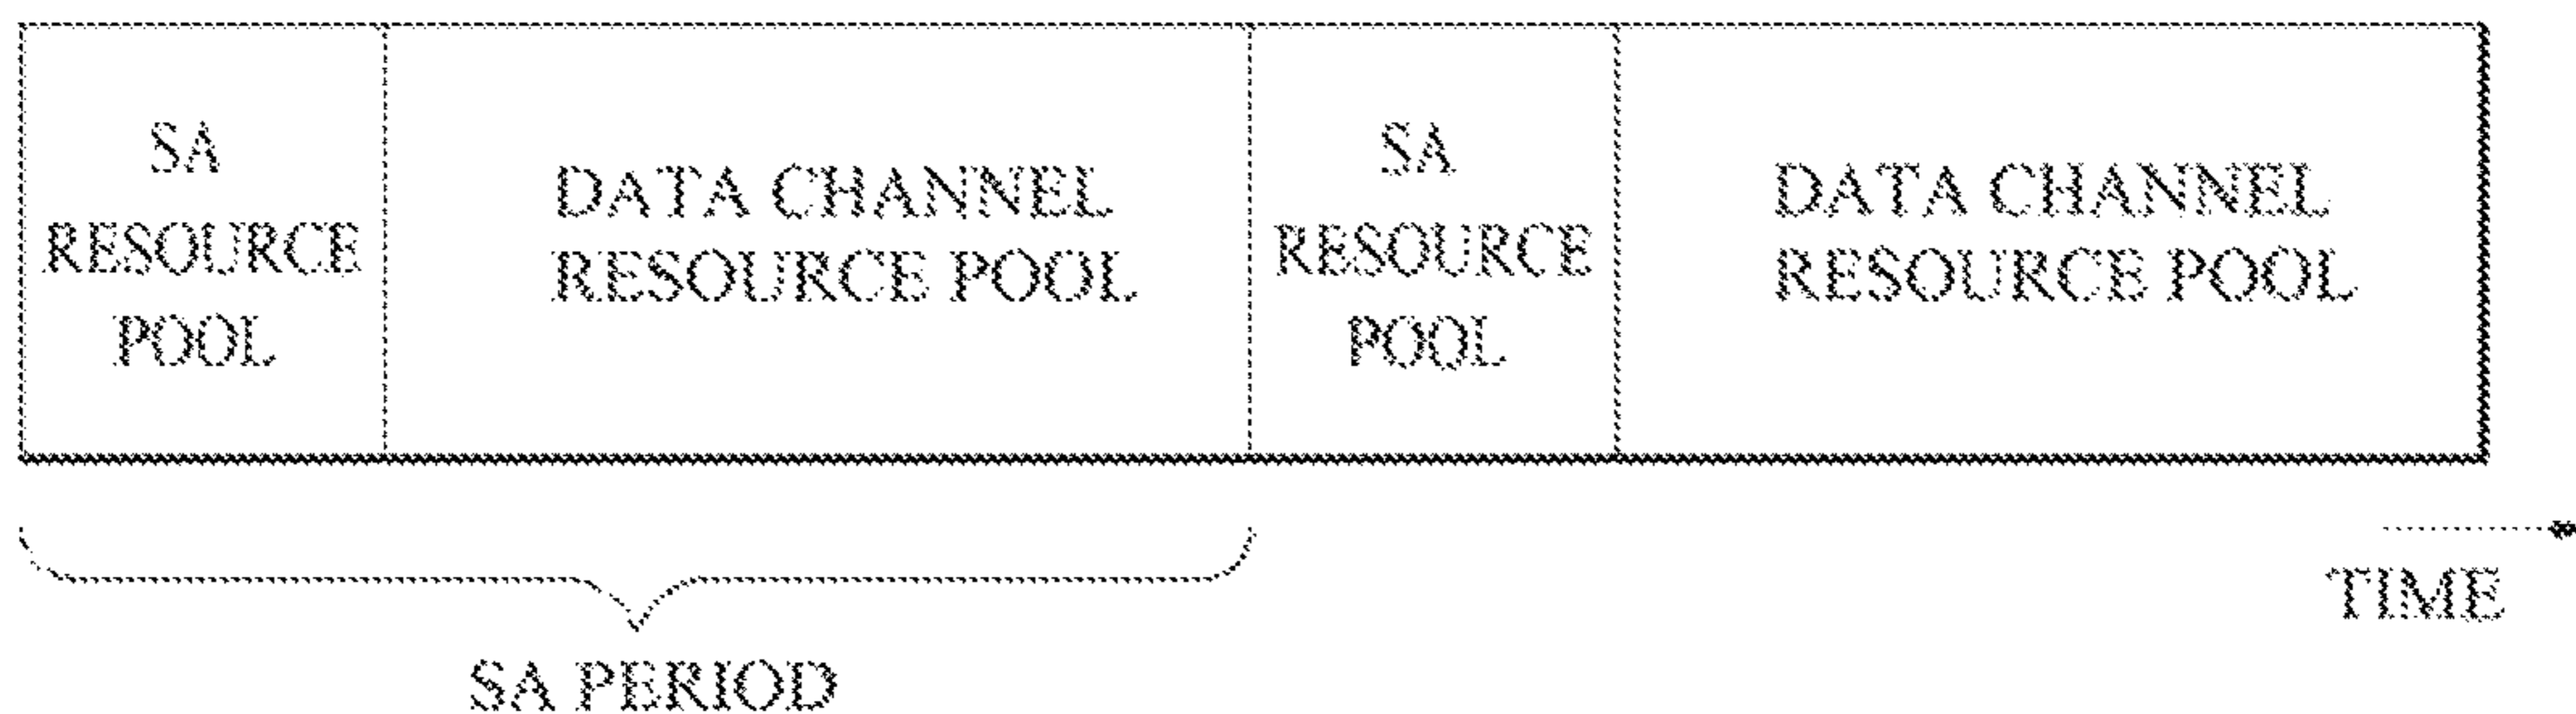 SA
RESOURCE
POOL
DATA CHANNEL
RESOURCE POOL
SA
RESOURCE
POOL
DATA CHANNEL
RESOURCE POOL
TIME
SA PERIOD